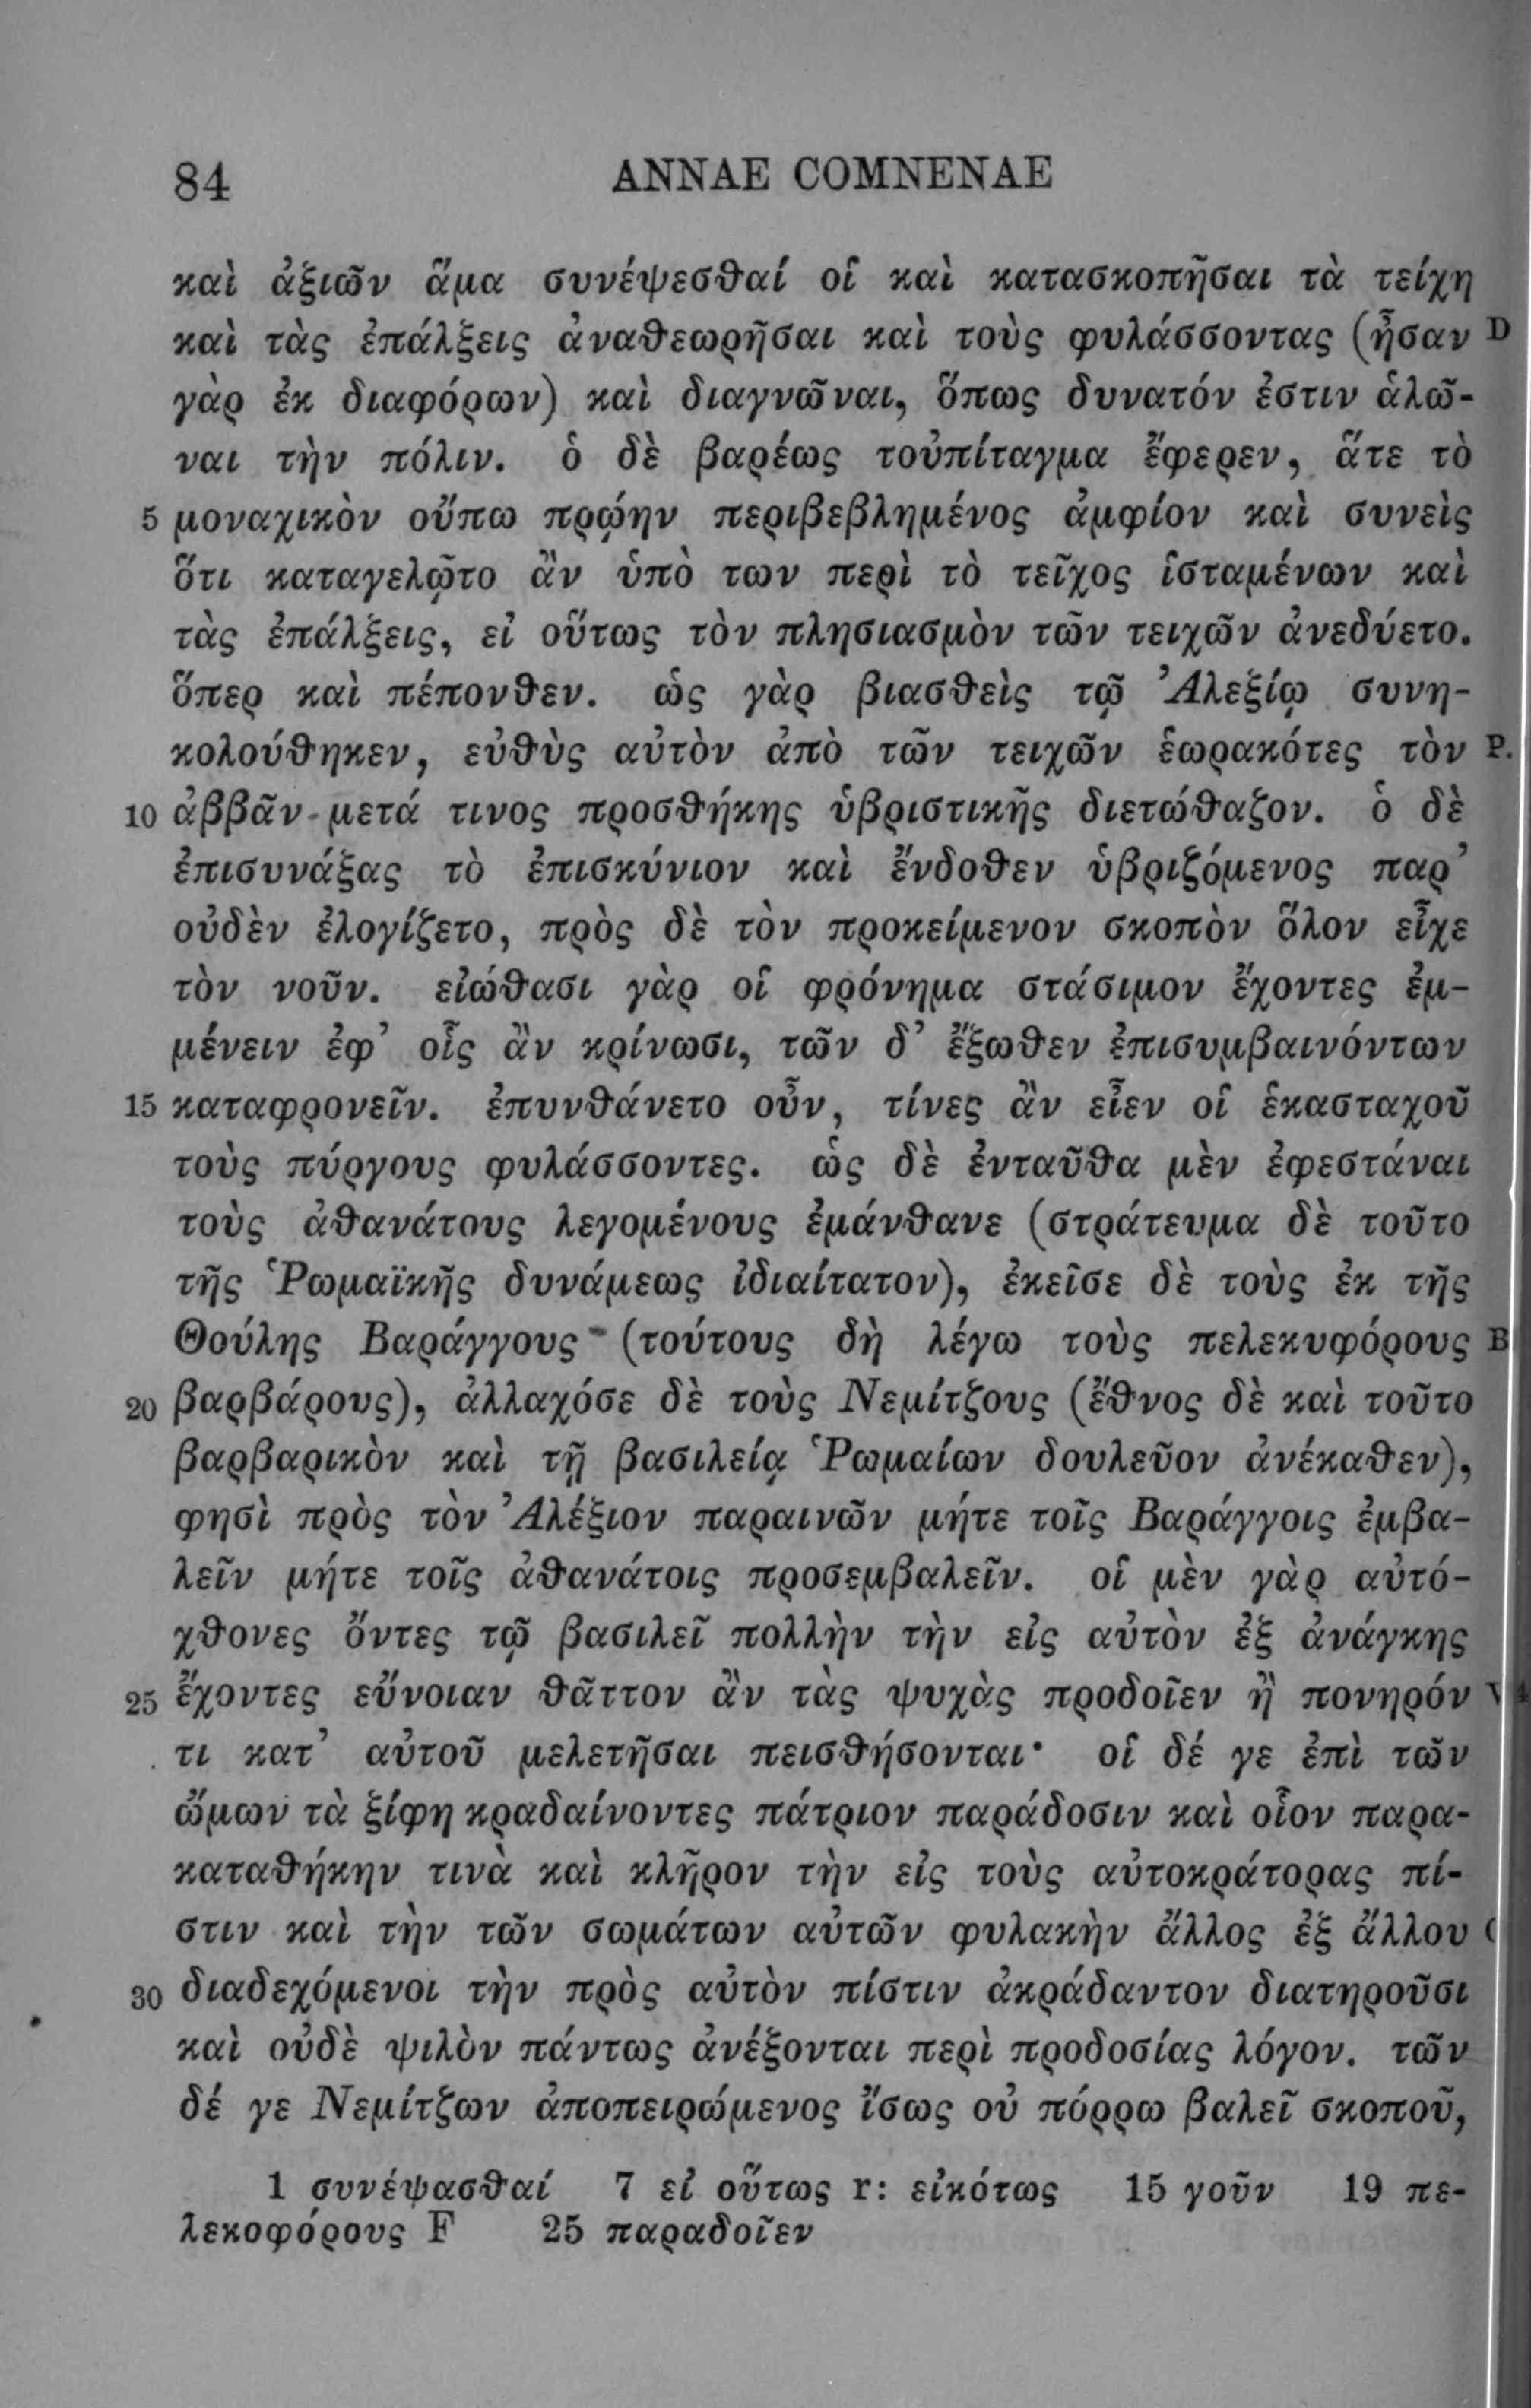 84 ANNAE COMNENAE
καὶ ἀξιῶν ἅμα συνέψεσθαί οἱ καὶ κατασκοπῆσαι τὰ τείχη
καὶ τὰς ἐπάλξεις ἀναθεωρῆσαι καὶ τοὺς φυλάσσοντας (ἦσαν D
γὰρ ἐκ διαφόρων) καὶ διαγνῶναι, ὅπως δυνατόν ἐστιν ἁλῶ-
ναι τὴν πόλιν. ὁ δὲ βαρέως τοὐπίταγμα ἔφερεν, ἅτε τὸ
5 μοναχικὸν οὔπω πρῴην περιβεβλημένος ἀμφίον καὶ συνεὶς
ὅτι καταγελῷτο ἂν ὑπὸ των περὶ τὸ τεῖχος ἱσταμένων καὶ
τὰς ἐπάλξεις, εἰ οὕτως τὸν πλησιασμὸν τῶν τειχῶν ἀνεδύετο.
ὅπερ καὶ πέπονθεν. ὡς γὰρ βιασθεὶς τῷ Ἀλεξίῳ συνη-
κολούθηκεν, εὐθὺς αὐτὸν ἀπὸ τῶν τειχῶν ἑωρακότες τὸν P.
10 ἀββᾶν μετά τινος προσθήκης ὑβριστικῆς διετώθαζον. ὁ δὲ
ἐπισυνάξας τὸ ἐπισκύνιον καὶ ἔνδοθεν ὑβριζόμενος παρ’
οὐδὲν ἐλογίζετο, πρὸς δὲ τὸν προκείμενον σκοπὸν ὅλον εἶχε
τὸν νοῦν. εἰώθασι γὰρ οἱ φρόνημα στάσιμον ἔχοντες ἐμ-
μένειν ἐφ’ οἷς ἂν κρίνωσι, τῶν δ’ ἔξωθεν ἐπισυμβαινόντων
15 καταφρονεῖν. ἐπυνθάνετο οὖν, τίνες ἂν εἶεν οἱ ἑκασταχοῦ
τοὺς πύργους φυλάσσοντες. ὡς δὲ ἐνταῦθα μὲν ἐφεστάναι
τοὺς ἀθανάτους λεγομένους ἐμάνθανε (στράτευμα δὲ τοῦτο
τῆς Ῥωμαϊκῆς δυνάμεως ἰδιαίτατον), ἐκεῖσε δὲ τοὺς ἐκ τῆς
Θούλης Βαράγγους (τούτους δὴ λέγω τοὺς πελεκυφόρους B
20 βαρβάρους), ἀλλαχόσε δὲ τοὺς Νεμίτζους (ἔθνος δὲ καὶ τοῦτο
βαρβαρικὸν καὶ τῇ βασιλείᾳ Ῥωμαίων δουλεῦον ἀνέκαθεν),
φησὶ πρὸς τὸν Ἀλέξιον παραινῶν μήτε τοῖς Βαράγγοις ἐμβα-
λεῖν μήτε τοῖς ἀθανάτοις προσεμβαλεῖν. οἱ μὲν γὰρ αὐτό-
χθονες ὄντες τῷ βασιλεῖ πολλὴν τὴν εἰς αὐτὸν ἐξ ἀνάγκης
25 ἔχοντες εὔνοιαν θᾶττον ἂν τὰς ψυχὰς προδοῖεν ἢ πονηρόν
τι κατ’ αὐτοῦ μελετῆσαι πεισθήσονται· οἱ δέ γε ἐπὶ τῶν
ὤμων τὰ ξίφη κραδαίνοντες πάτριον παράδοσιν καὶ οἷον παρα-
καταθήκην τινὰ καὶ κλῆρον τὴν εἰς τοὺς αὐτοκράτορας πί-
στιν καὶ τὴν τῶν σωμάτων αὐτῶν φυλακὴν ἄλλος ἐξ ἄλλου
30 διαδεχόμενοι τὴν πρὸς αὐτὸν πίστιν ἀκράδαντον διατηροῦσι
καὶ οὐδὲ ψιλὸν πάντως ἀνέξονται περὶ προδοσίας λόγον. τῶν
δέ γε Νεμίτζων ἀποπειρώμενος ἴσως οὐ πόρρω βαλεῖ σκοποῦ,
1 συνέψασθαί 7 εἰ οὕτως r: εἰκότως 15 γοῦν 19 πε-
λεκοφόρους F 25 παραδοῖεν